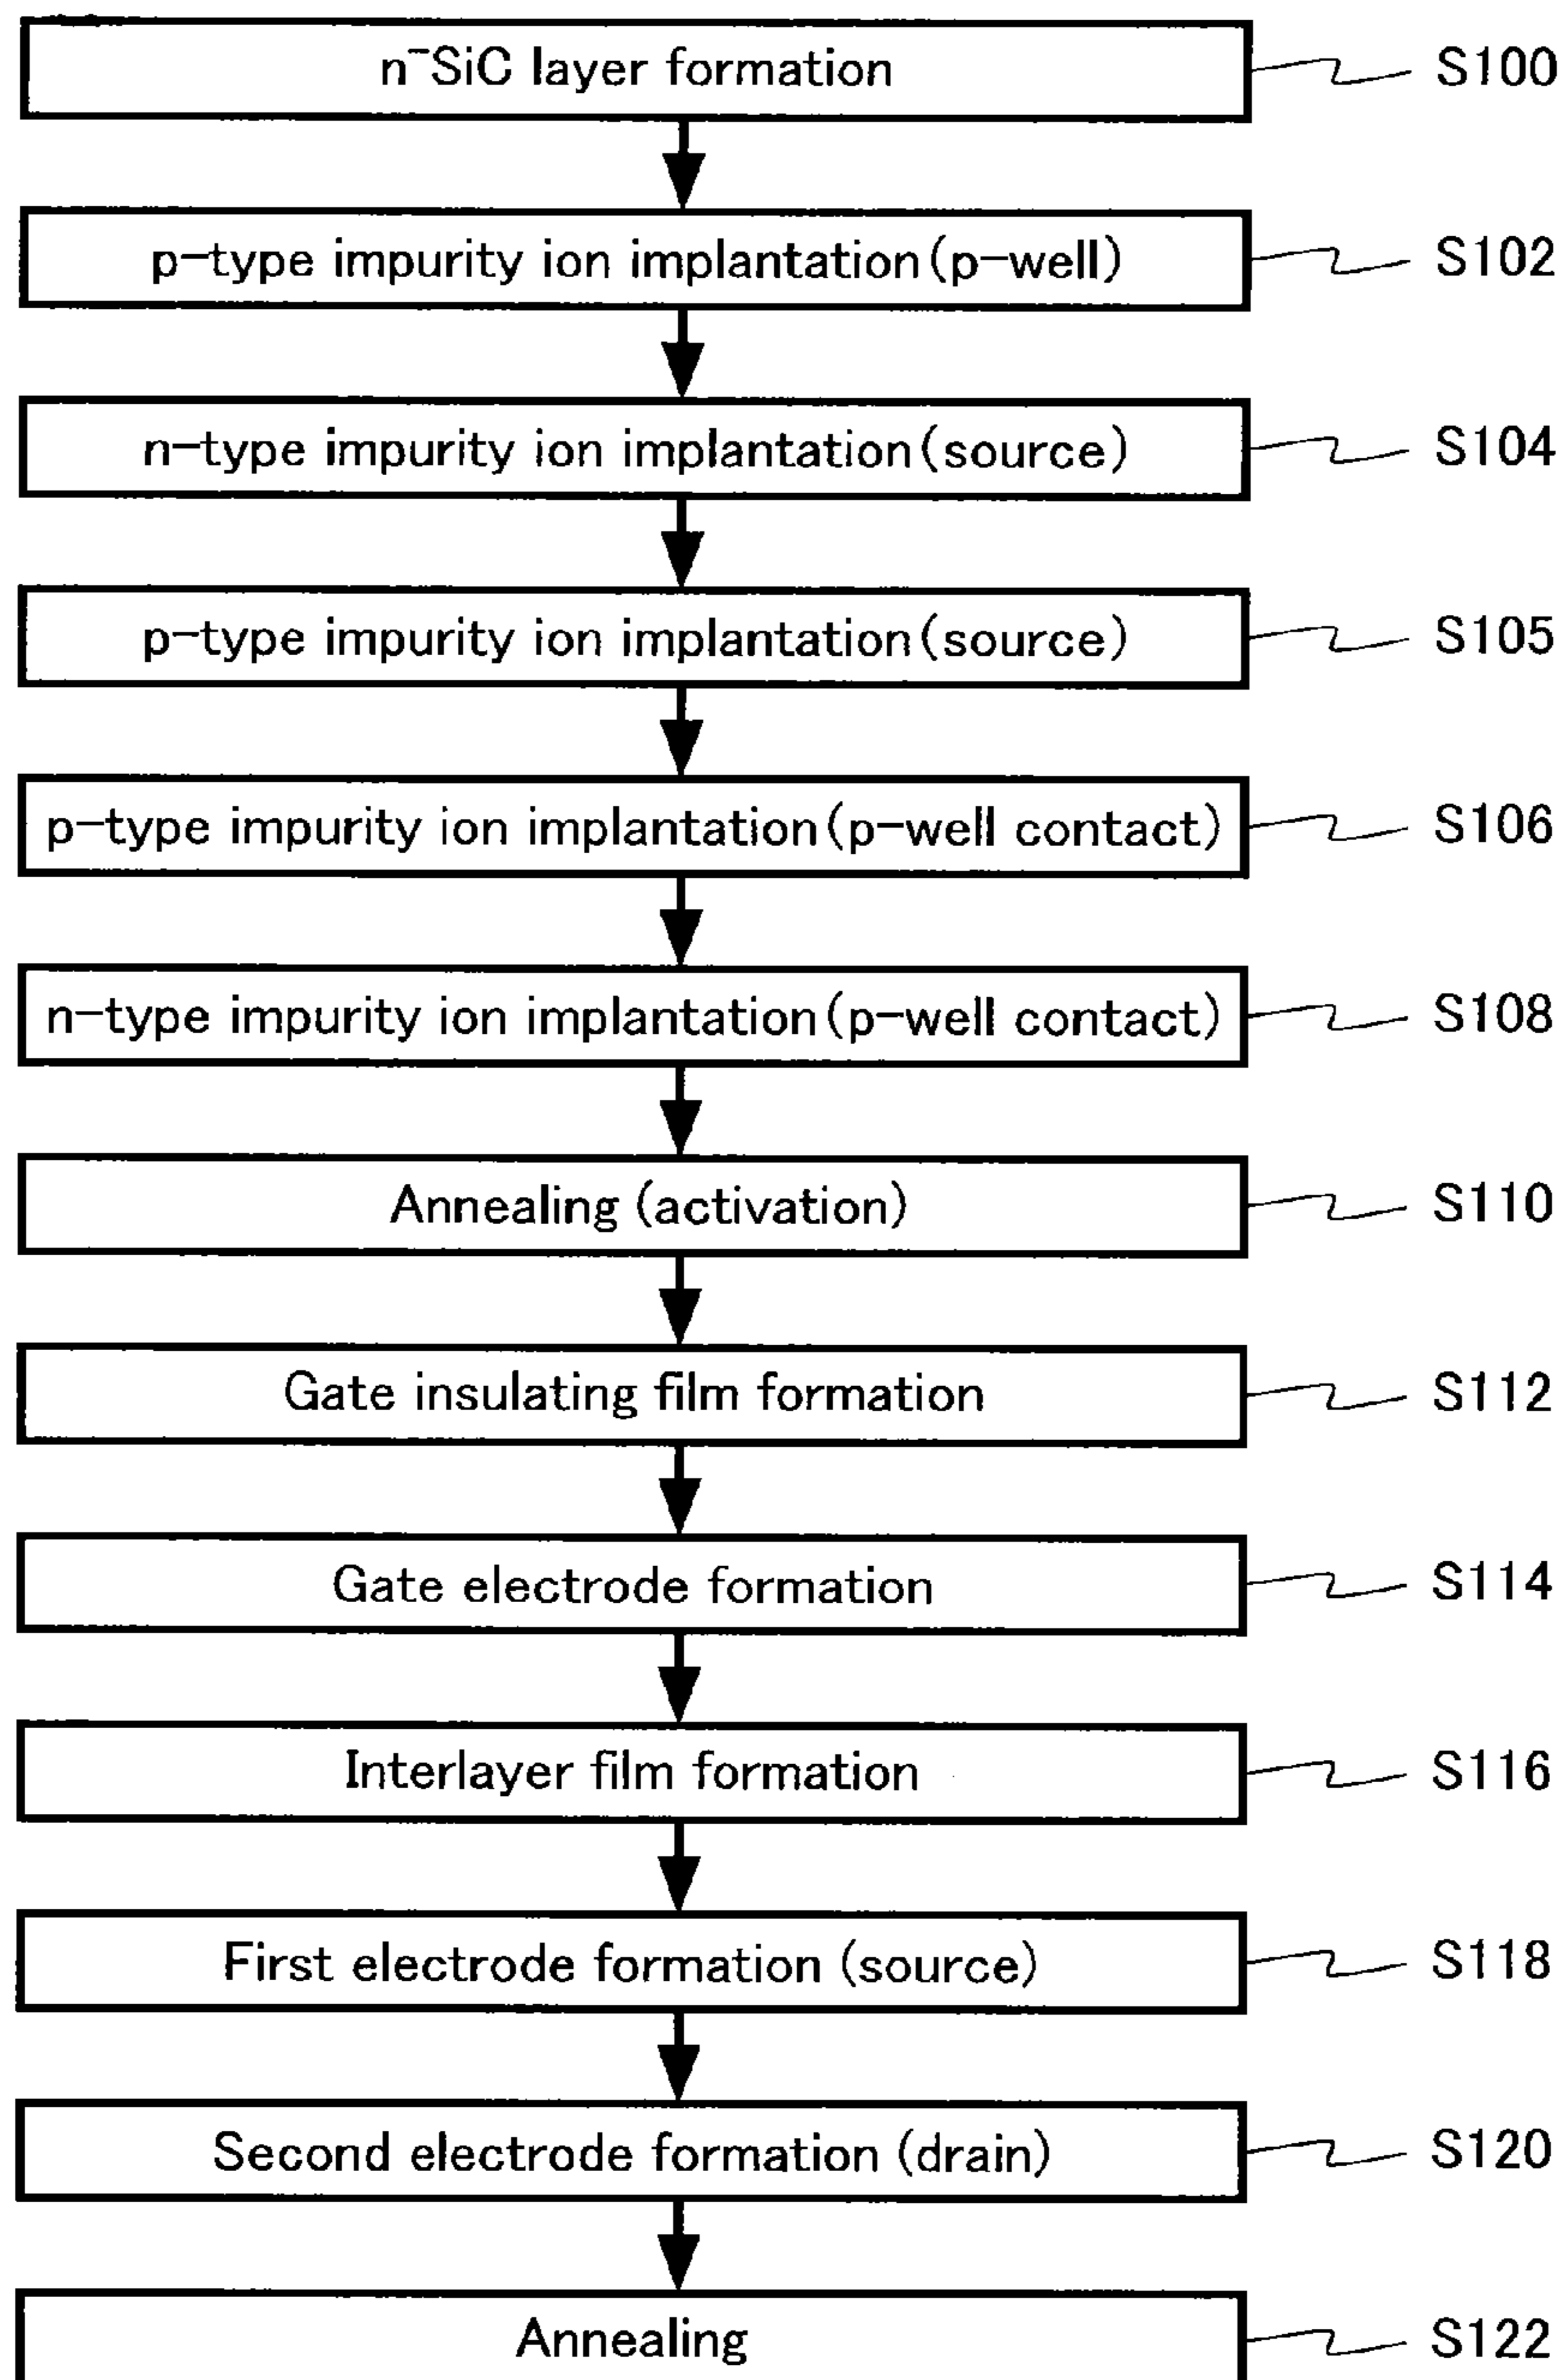 n⁻SiC layer formation S100
p-type impurity ion implantation(p-well) S102
n-type impurity ion implantation(source) S104
p-type impurity ion implantation(source) S105
p-type impurity ion implantation(p-well contact) S106
n-type impurity ion implantation(p-well contact) S108
Annealing (activation) S110
Gate insulating film formation S112
Gate electrode formation S114
Interlayer film formation S116
First electrode formation (source) S118
Second electrode formation (drain) S120
Annealing S122